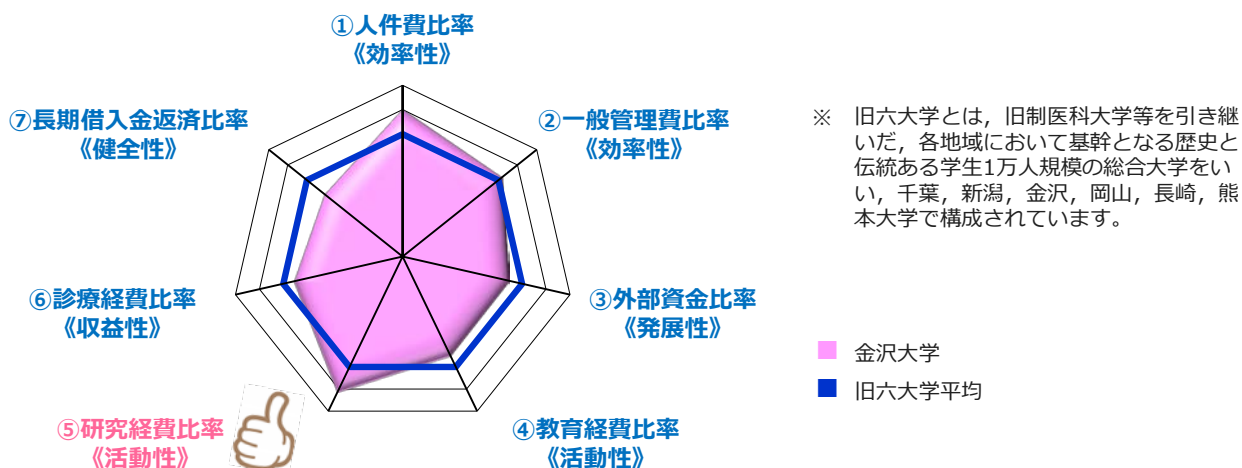 ①人件費比率
《効率性》
②一般管理費比率
《効率性》
③外部資金比率
《発展性》
④教育経費比率
《活動性》
⑤研究経費比率
《活動性》
⑥診療経費比率
《収益性》
⑦長期借入金返済比率
《健全性》
※ 旧六大学とは，旧制医科大学等を引き継
いだ，各地域において基幹となる歴史と
伝統ある学生1万人規模の総合大学をい
い，千葉，新潟，金沢，岡山，長崎，熊
本大学で構成されています。
金沢大学
旧六大学平均